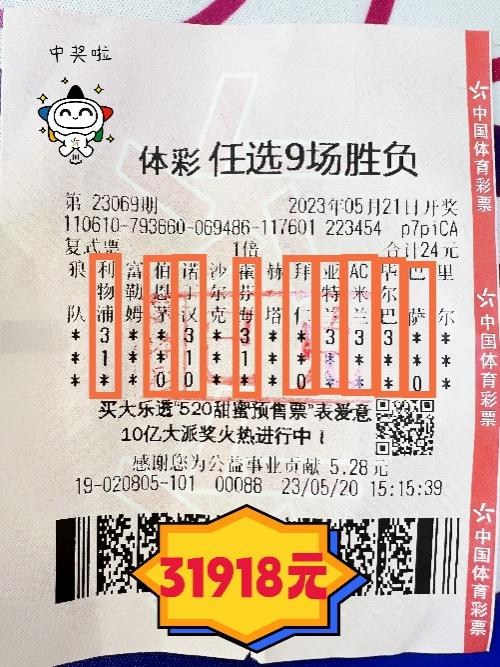 中奖啦
体彩 任选9场胜负
第 23069期 2023年05月21日开奖
110610-793660-069486-117601 223454 p7piCA
复式票 1倍 合计24元
狼 利 富 伯 诺 沙 霍 赫 拜 亚 AC 毕 巴 里
物 勒 恩 丁 尔 芬 特 米 尔
队 浦 姆 茅 汉 克 海 塔 仁 兰 兰 巴 萨 尔
* 3 * * 3 * 3 * * 3 3 3 * *
* 1 * * 1 * 1 * * * * * * *
* * * 0 0 * * * 0 * * 0 0 *
买大乐透“520甜蜜预售票”表爱意
10亿大派奖火热进行中！
感谢您为公益事业贡献 5.28元
19-020805-101 00088 23/05/20 15:15:39
31918元
中国体育彩票
中国体育彩票
中国体育彩票